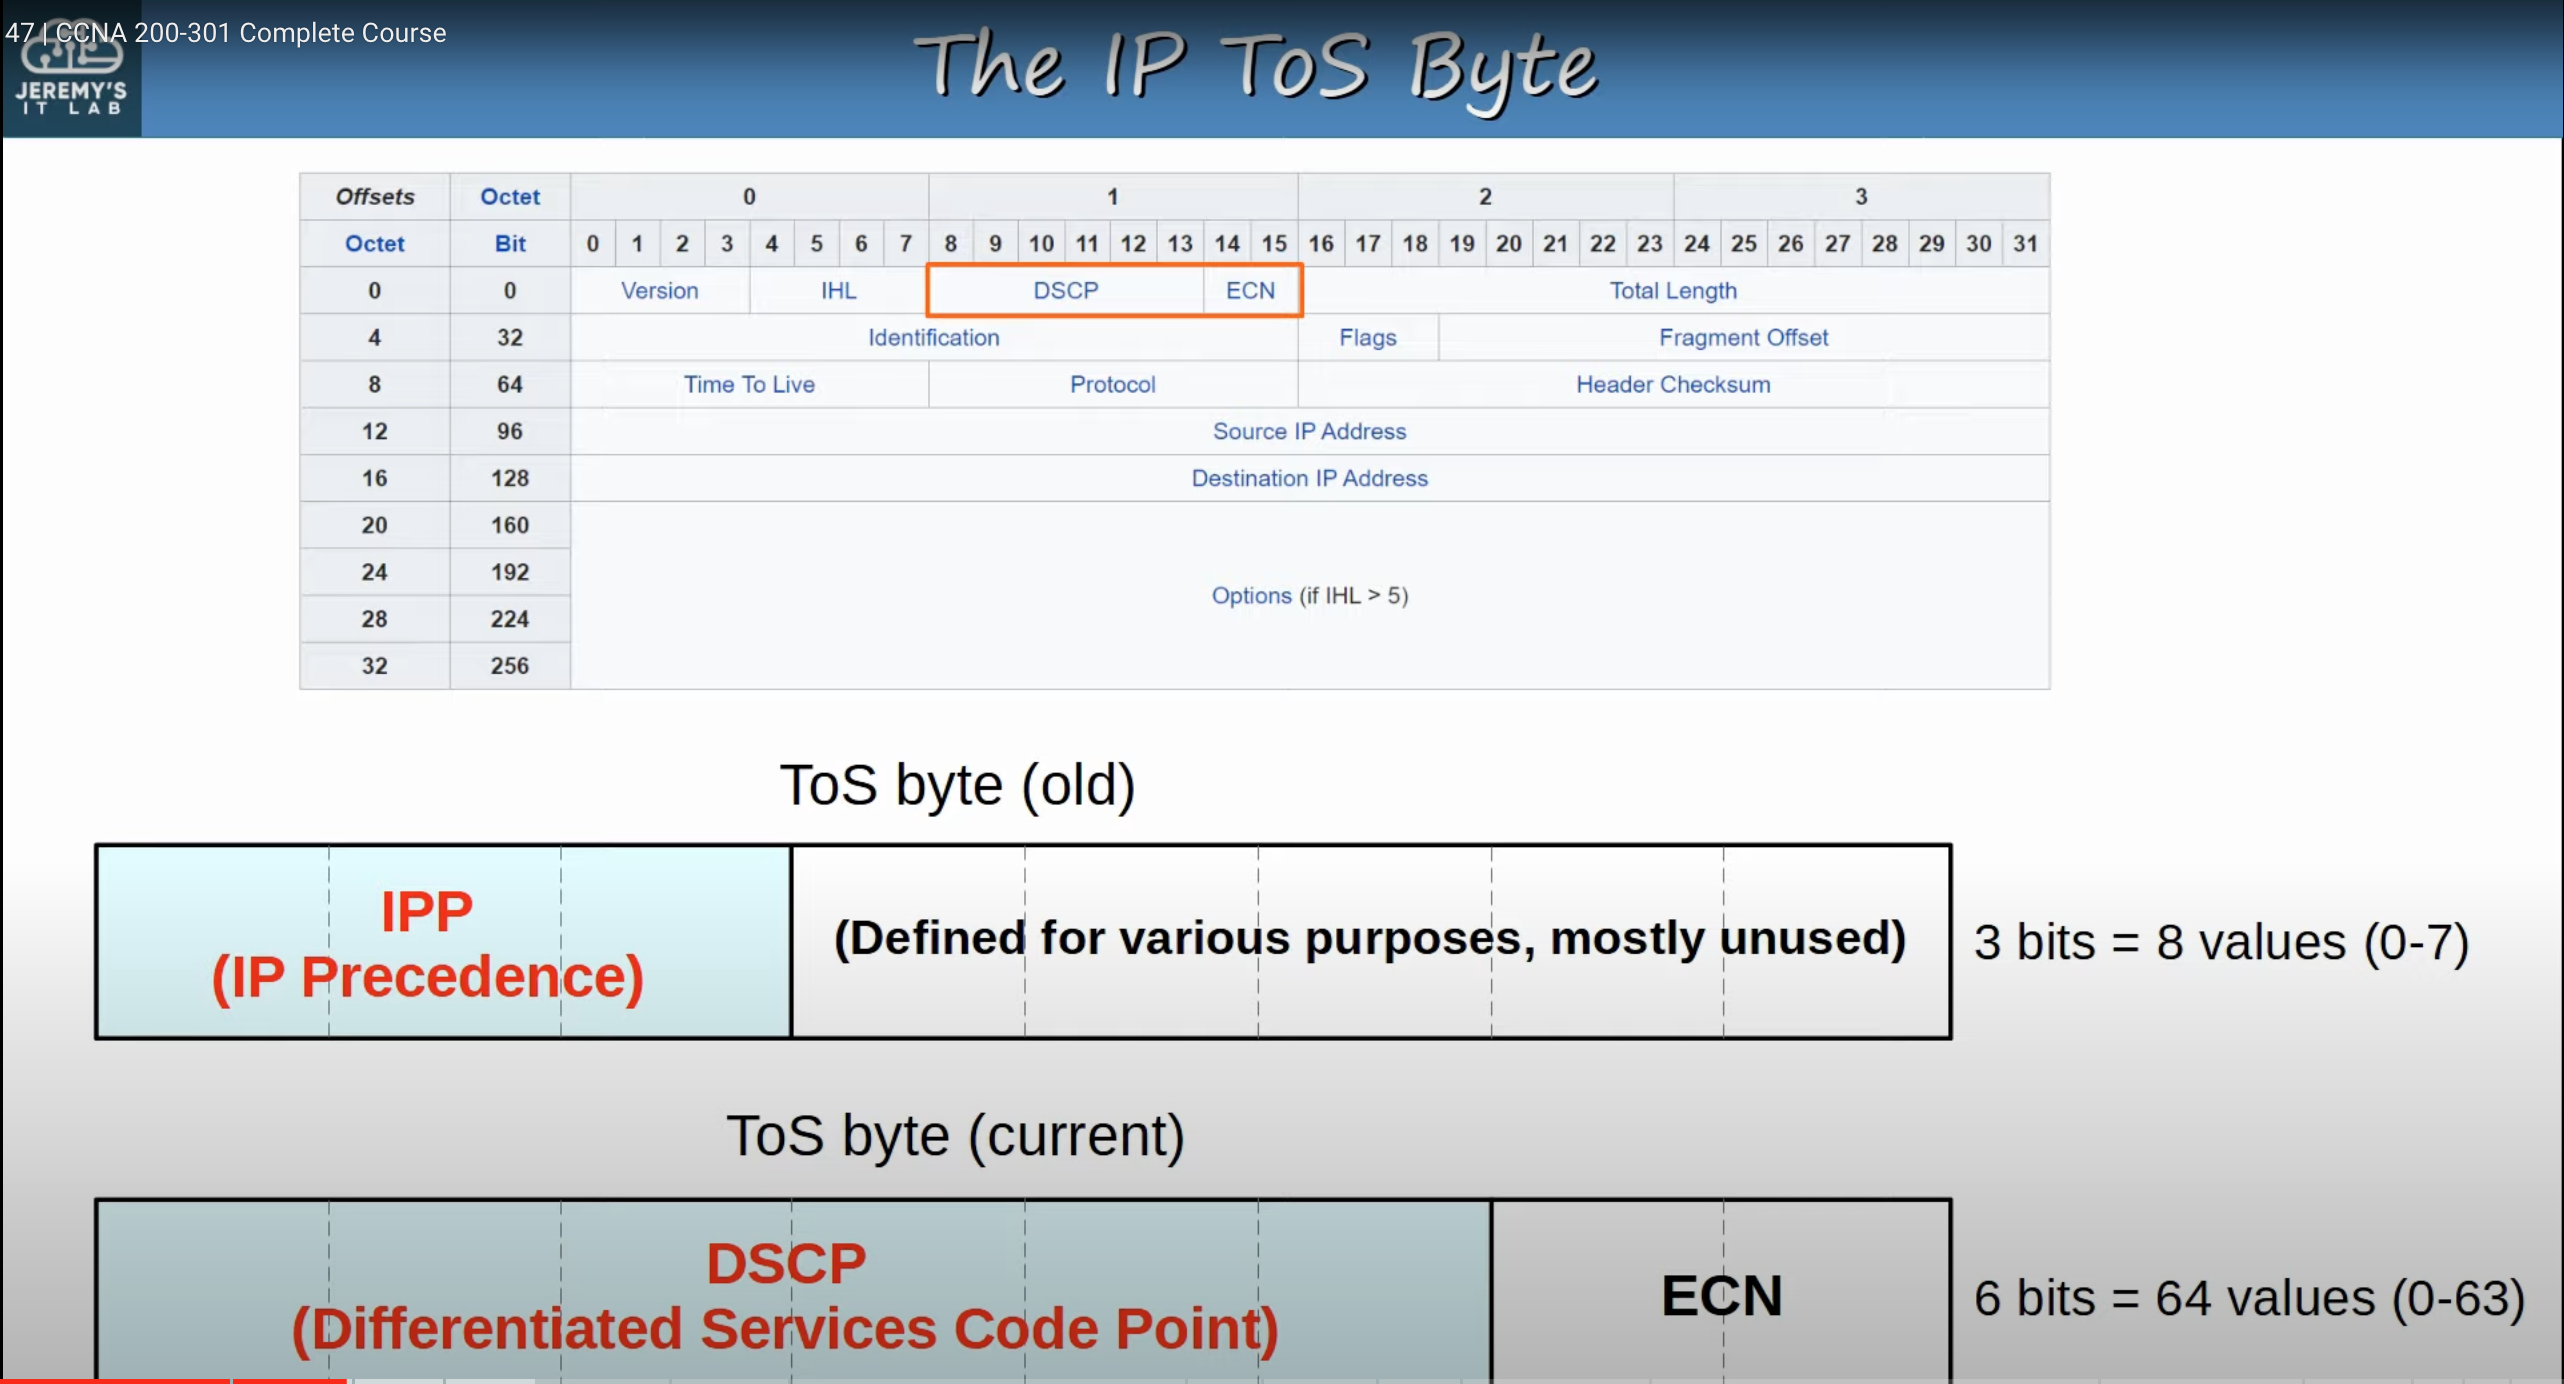 47 | CCNA 200-301 Complete Course
JEREMY'S
IT LAB
The IP ToS Byte
Offsets Octet 0 1 2 3
Octet Bit 0 1 2 3 4 5 6 7 8 9 10 11 12 13 14 15 16 17 18 19 20 21 22 23 24 25 26 27 28 29 30 31
0 0 Version IHL DSCP ECN Total Length
4 32 Identification Flags Fragment Offset
8 64 Time To Live Protocol Header Checksum
12 96 Source IP Address
16 128 Destination IP Address
20 160
24 192
Options (if IHL > 5)
28 224
32 256
ToS byte (old)
IPP
(IP Precedence)
(Defined for various purposes, mostly unused)
3 bits = 8 values (0-7)
ToS byte (current)
DSCP
(Differentiated Services Code Point)
ECN
6 bits = 64 values (0-63)